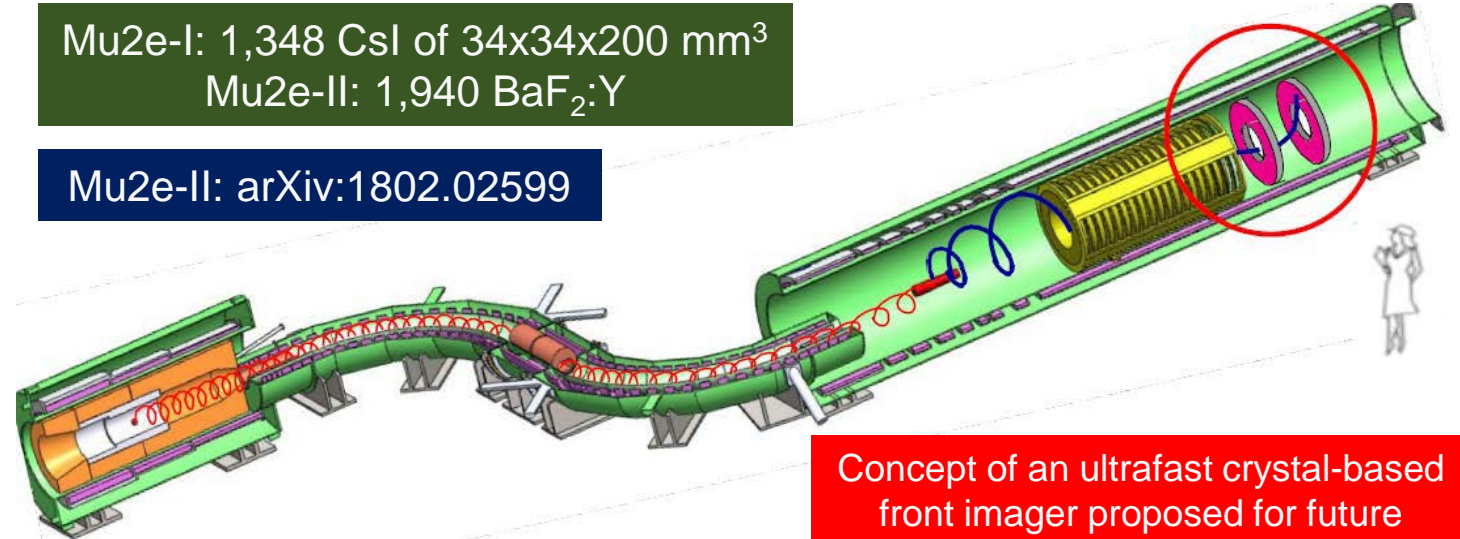 Mu2e-I: 1,348 CsI of 34x34x200 mm³
Mu2e-II: 1,940 BaF₂:Y
Mu2e-II: arXiv:1802.02599
Concept of an ultrafast crystal-based
front imager proposed for future